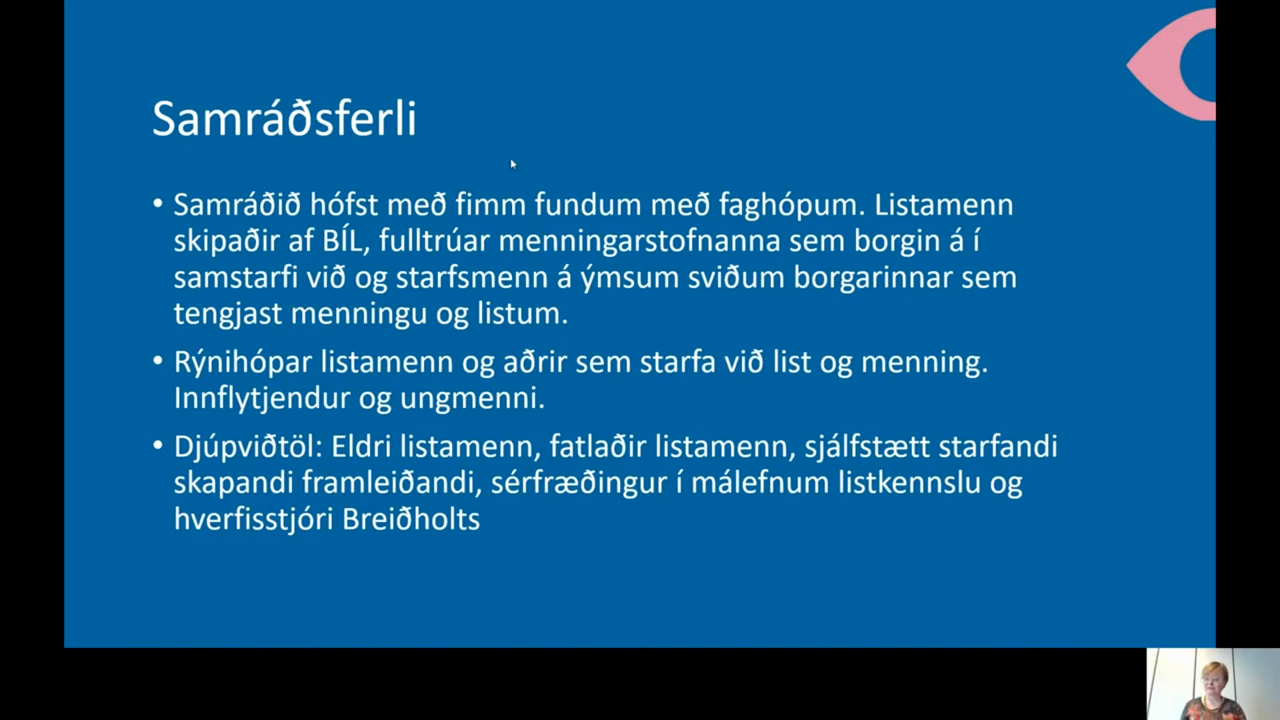 Samráðsferli
• Samráðið hófst með fimm fundum með faghópum. Listamenn
skipaðir af BÍL, fulltrúar menningarstofnanna sem borgin á í
samstarfi við og starfsmenn á ýmsum sviðum borgarinnar sem
tengjast menningu og listum.
• Rýnihópar listamenn og aðrir sem starfa við list og menning.
Innflytjendur og ungmenni.
• Djúpviðtöl: Eldri listamenn, fatlaðir listamenn, sjálfstætt starfandi
skapandi framleiðandi, sérfræðingur í málefnum listkennslu og
hverfisstjóri Breiðholts